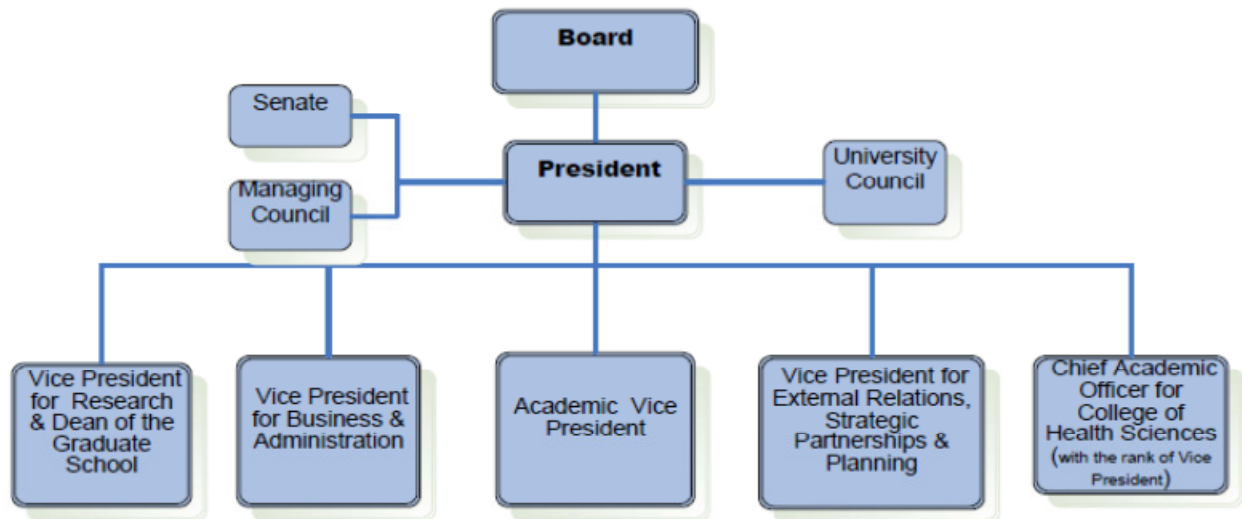 Board
Senate
Managing
Council
President
University
Council
Vice President
for Research
& Dean of the
Graduate
School
Vice President
for Business &
Administration
Academic Vice
President
Vice President for
External Relations,
Strategic
Partnerships &
Planning
Chief Academic
Officer for
College of
Health Sciences
(with the rank of Vice
President)